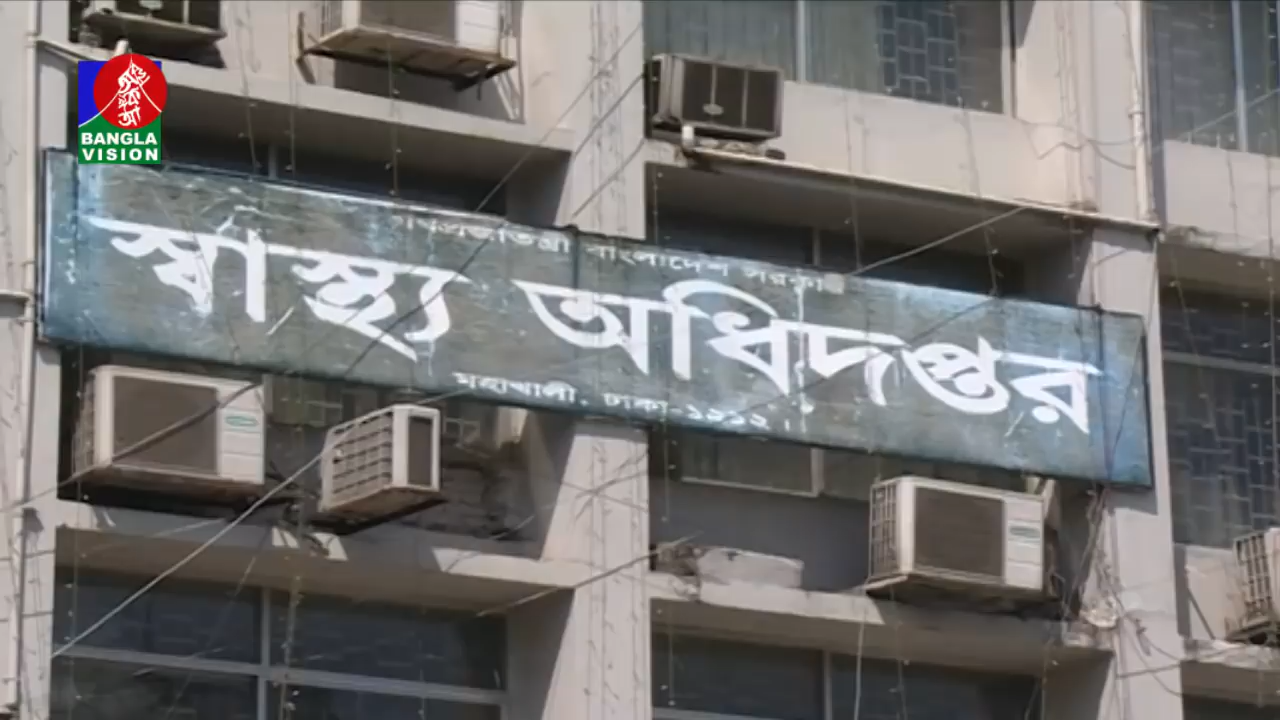 BANGLA
VISION
গণপ্রজাতন্ত্রী বাংলাদেশ সরকার
স্বাস্থ্য অধিদপ্তর
মহাখালী, ঢাকা-১২১২।